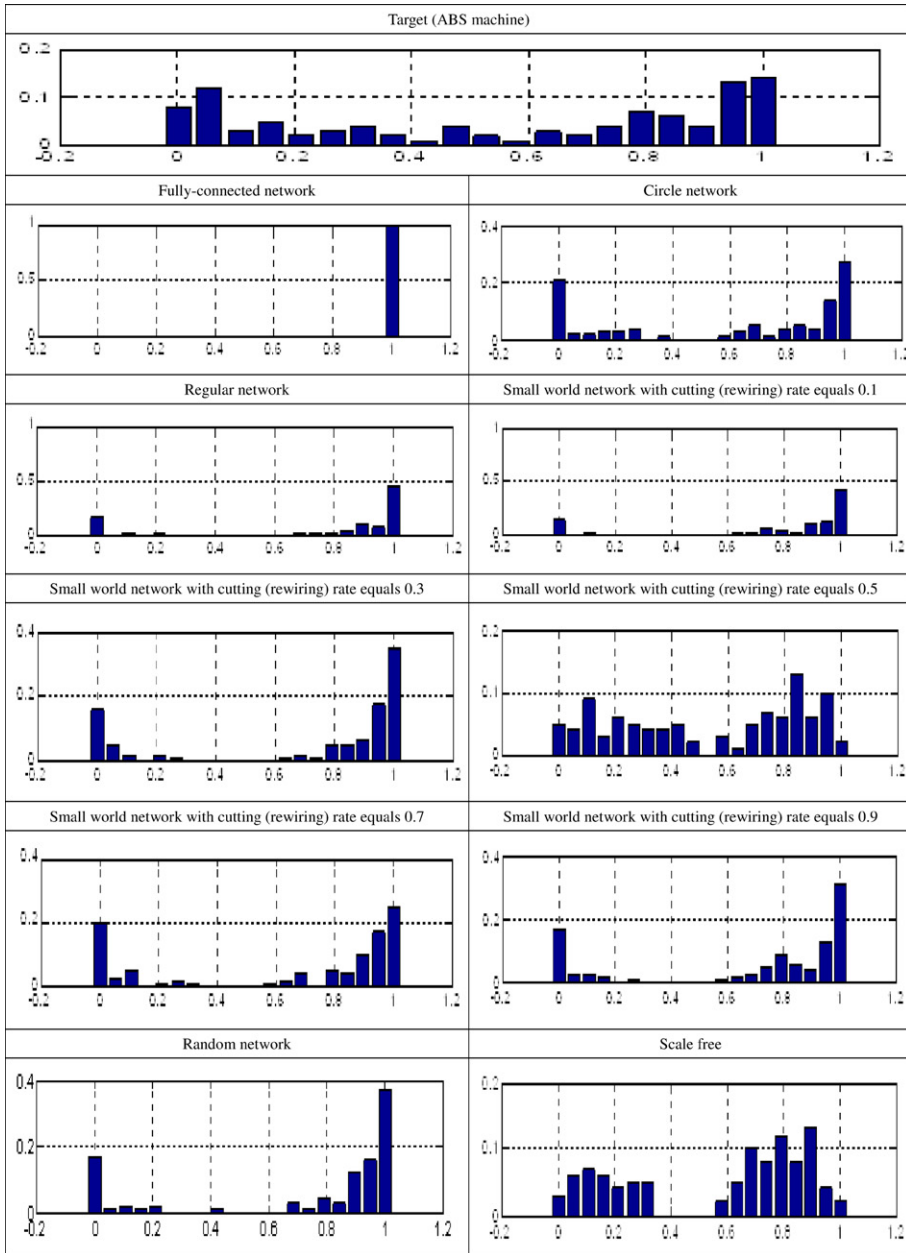 Target (ABS machine)
0.2
0.1
0
-0.2 0 0.2 0.4 0.6 0.8 1 1.2
Fully-connected network
1
0.5
0
-0.2 0 0.2 0.4 0.6 0.8 1 1.2
Circle network
0.4
0.2
0
-0.2 0 0.2 0.4 0.6 0.8 1 1.2
Regular network
1
0.5
0
-0.2 0 0.2 0.4 0.6 0.8 1 1.2
Small world network with cutting (rewiring) rate equals 0.1
1
0.5
0
-0.2 0 0.2 0.4 0.6 0.8 1 1.2
Small world network with cutting (rewiring) rate equals 0.3
0.4
0.2
0
-0.2 0 0.2 0.4 0.6 0.8 1 1.2
Small world network with cutting (rewiring) rate equals 0.5
0.2
0.1
0
-0.2 0 0.2 0.4 0.6 0.8 1 1.2
Small world network with cutting (rewiring) rate equals 0.7
0.4
0.2
0
-0.2 0 0.2 0.4 0.6 0.8 1 1.2
Small world network with cutting (rewiring) rate equals 0.9
0.4
0.2
0
-0.2 0 0.2 0.4 0.6 0.8 1 1.2
Random network
0.4
0.2
0
-0.2 0 0.2 0.4 0.6 0.8 1 1.2
Scale free
0.2
0.1
0
-0.2 0 0.2 0.4 0.6 0.8 1 1.2